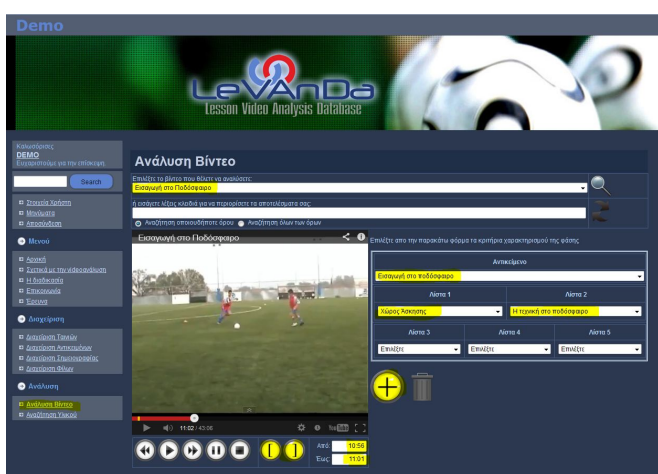 Demo
LeVAnDa
Lesson Video Analysis Database
Καλωσόρισες
DEMO
Ευχαριστούμε για την επίσκεψη.
Search
Στοιχεία Χρήστη
Μηνύματα
Αποσύνδεση
Μενού
Αρχική
Σχετικά με την videoανάλυση
Η διαδικασία
Επικοινωνία
Έρευνα
Διαχείριση
Διαχείριση Ταινιών
Διαχείριση Αντικειμένων
Διαχείριση Σημειογραφίας
Διαχείριση Φίλων
Ανάλυση
Ανάλυση Βίντεο
Αναζήτηση Υλικού
Ανάλυση Βίντεο
Επιλέξτε το βίντεο που θέλετε να αναλύσετε:
Εισαγωγή στο Ποδόσφαιρο
ή εισάγετε λέξεις κλειδιά για να περιορίσετε τα αποτελέσματα σας:
Αναζήτηση οποιουδήποτε όρου Αναζήτηση όλων των όρων
Εισαγωγή στο Ποδόσφαιρο
11:02 / 43:06
YouTube
[ ]
Από: 10:56
Έως: 11:01
Επιλέξτε απο την παρακάτω φόρμα τα κριτήρια χαρακτηρισμού της φάσης
Αντικείμενο
Εισαγωγή στο ποδόσφαιρο
Λίστα 1 Λίστα 2
Χώρος Άσκησης Η τεχνική στο ποδόσφαιρο
Λίστα 3 Λίστα 4 Λίστα 5
Επιλέξτε Επιλέξτε Επιλέξτε